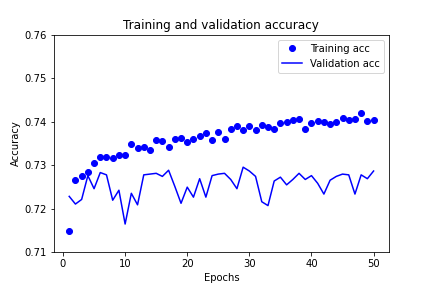 Training and validation accuracy
Training acc
Validation acc
Accuracy
0.76
0.75
0.74
0.73
0.72
0.71
0 10 20 30 40 50
Epochs